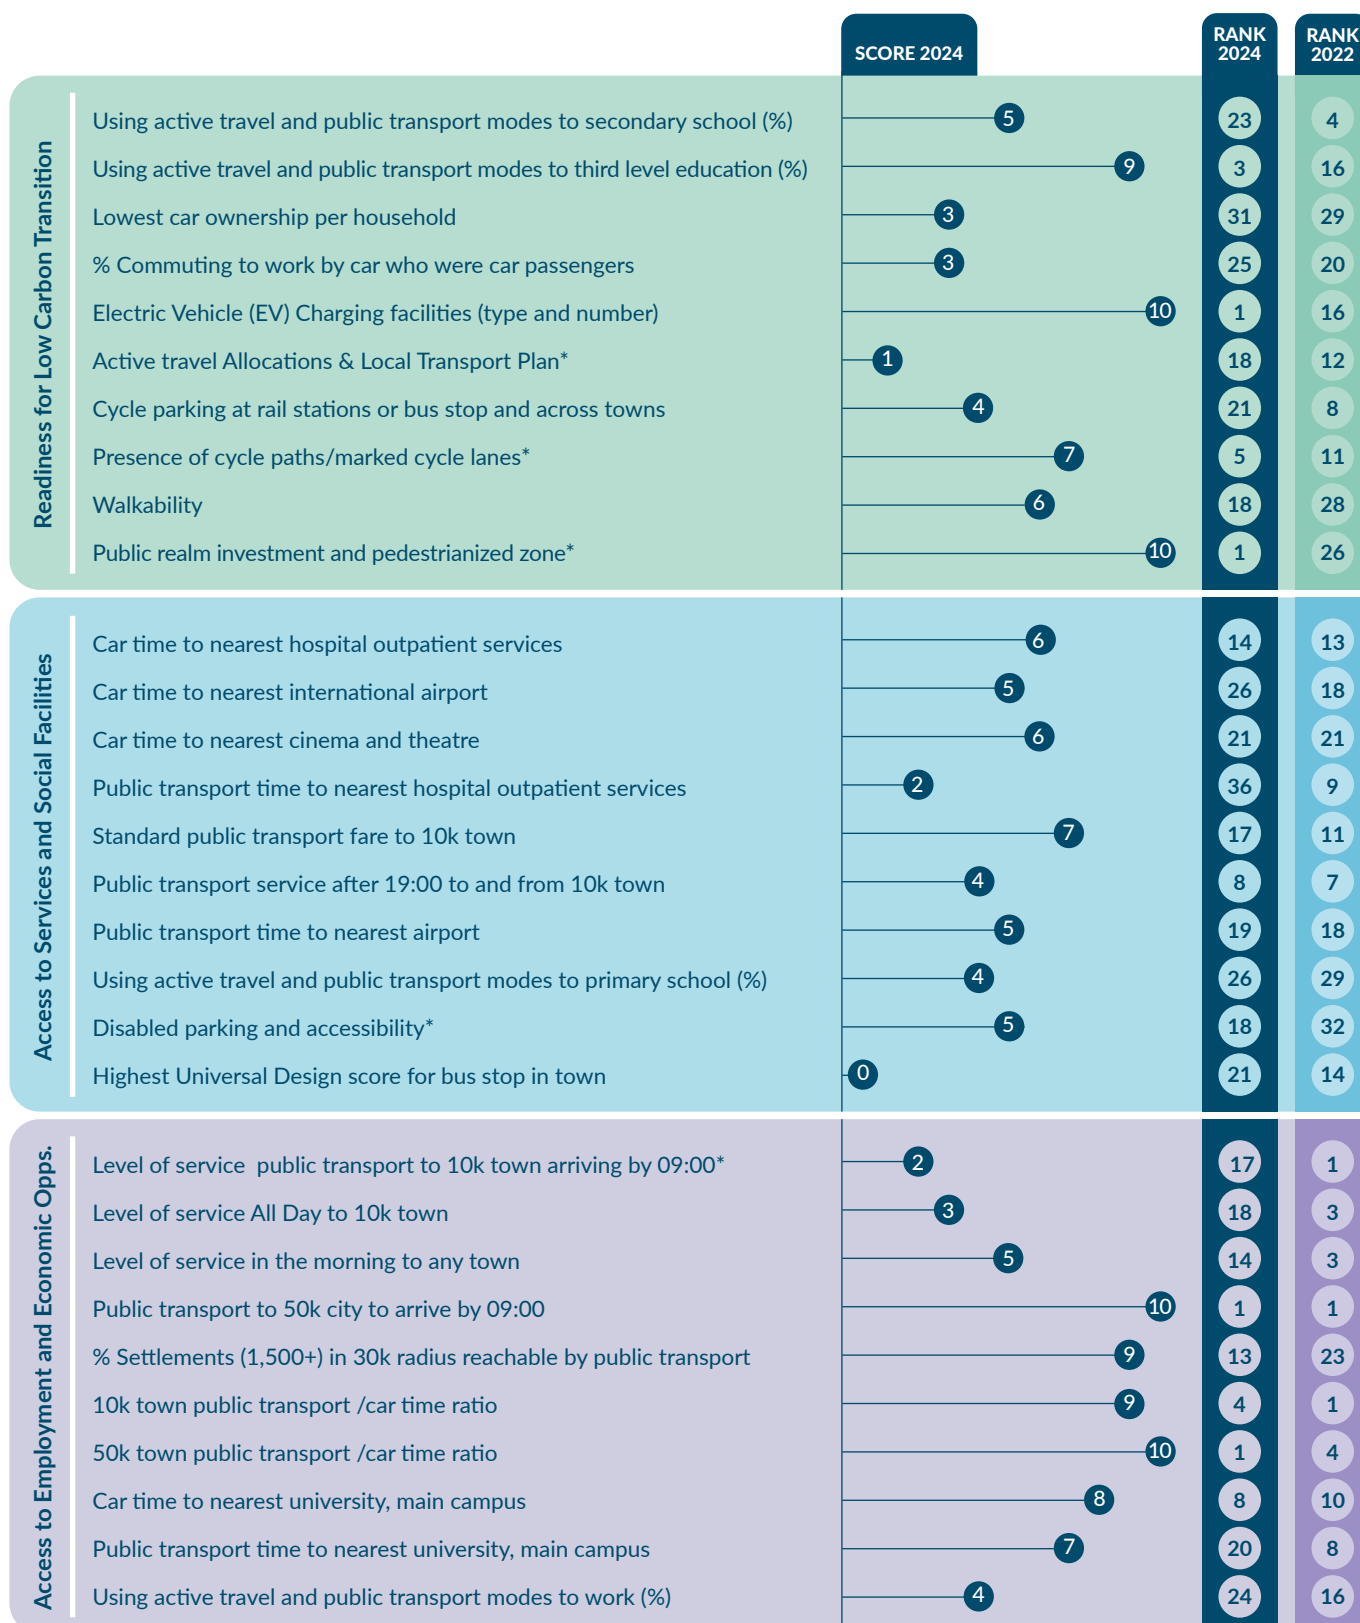 SCORE 2024
RANK
2024
RANK
2022
Readiness for Low Carbon Transition
Using active travel and public transport modes to secondary school (%) 5 23 4
Using active travel and public transport modes to third level education (%) 9 3 16
Lowest car ownership per household 3 31 29
% Commuting to work by car who were car passengers 3 25 20
Electric Vehicle (EV) Charging facilities (type and number) 10 1 16
Active travel Allocations & Local Transport Plan* 1 18 12
Cycle parking at rail stations or bus stop and across towns 4 21 8
Presence of cycle paths/marked cycle lanes* 7 5 11
Walkability 6 18 28
Public realm investment and pedestrianized zone* 10 1 26
Access to Services and Social Facilities
Car time to nearest hospital outpatient services 6 14 13
Car time to nearest international airport 5 26 18
Car time to nearest cinema and theatre 6 21 21
Public transport time to nearest hospital outpatient services 2 36 9
Standard public transport fare to 10k town 7 17 11
Public transport service after 19:00 to and from 10k town 4 8 7
Public transport time to nearest airport 5 19 18
Using active travel and public transport modes to primary school (%) 4 26 29
Disabled parking and accessibility* 5 18 32
Highest Universal Design score for bus stop in town 0 21 14
Access to Employment and Economic Opps.
Level of service public transport to 10k town arriving by 09:00* 2 17 1
Level of service All Day to 10k town 3 18 3
Level of service in the morning to any town 5 14 3
Public transport to 50k city to arrive by 09:00 10 1 1
% Settlements (1,500+) in 30k radius reachable by public transport 9 13 23
10k town public transport /car time ratio 9 4 1
50k town public transport /car time ratio 10 1 4
Car time to nearest university, main campus 8 8 10
Public transport time to nearest university, main campus 7 20 8
Using active travel and public transport modes to work (%) 4 24 16